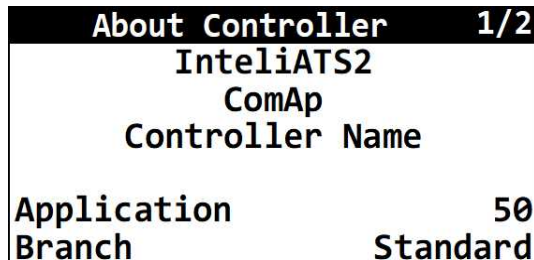 About Controller 1/2
InteliATS2
ComAp
Controller Name
Application 50
Branch Standard